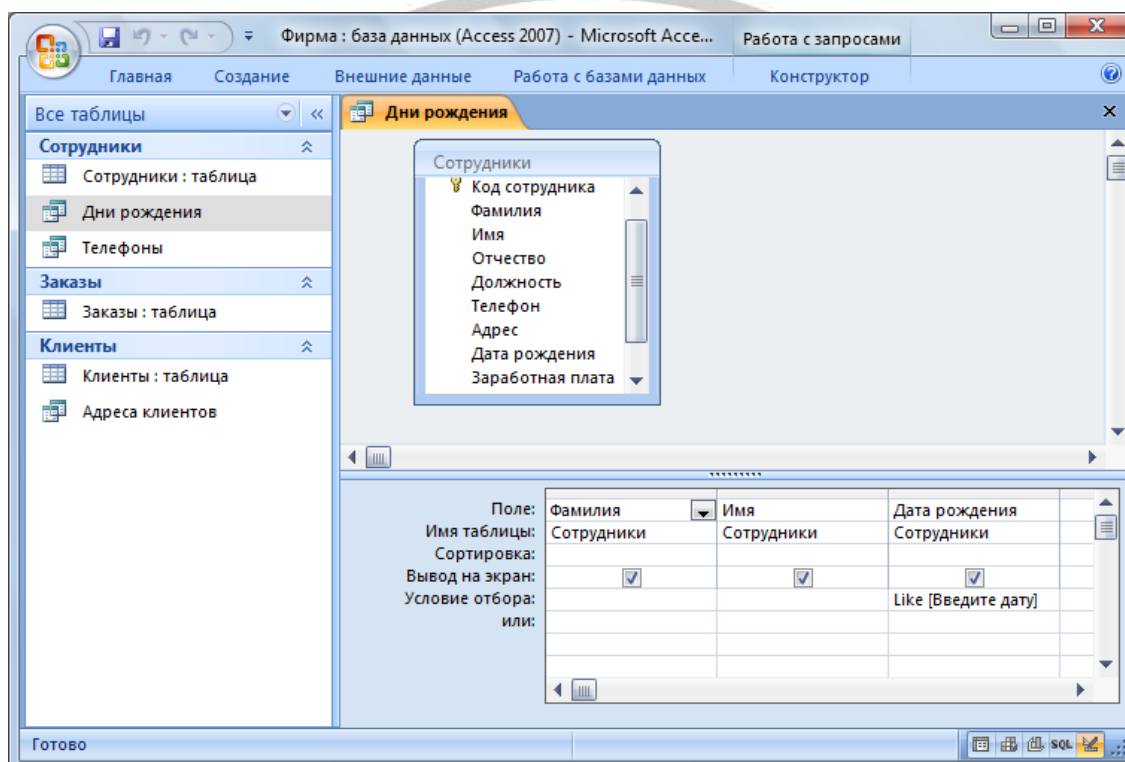 Фирма : база данных (Access 2007) - Microsoft Acce...
Работа с запросами
Главная Создание Внешние данные Работа с базами данных Конструктор
Все таблицы
Сотрудники
Сотрудники : таблица
Дни рождения
Телефоны
Заказы
Заказы : таблица
Клиенты
Клиенты : таблица
Адреса клиентов
Дни рождения
Сотрудники
Код сотрудника
Фамилия
Имя
Отчество
Должность
Телефон
Адрес
Дата рождения
Заработная плата
Поле: Фамилия Имя Дата рождения
Имя таблицы: Сотрудники Сотрудники Сотрудники
Сортировка:
Вывод на экран:
Условие отбора: Like [Введите дату]
или:
Готово
SQL